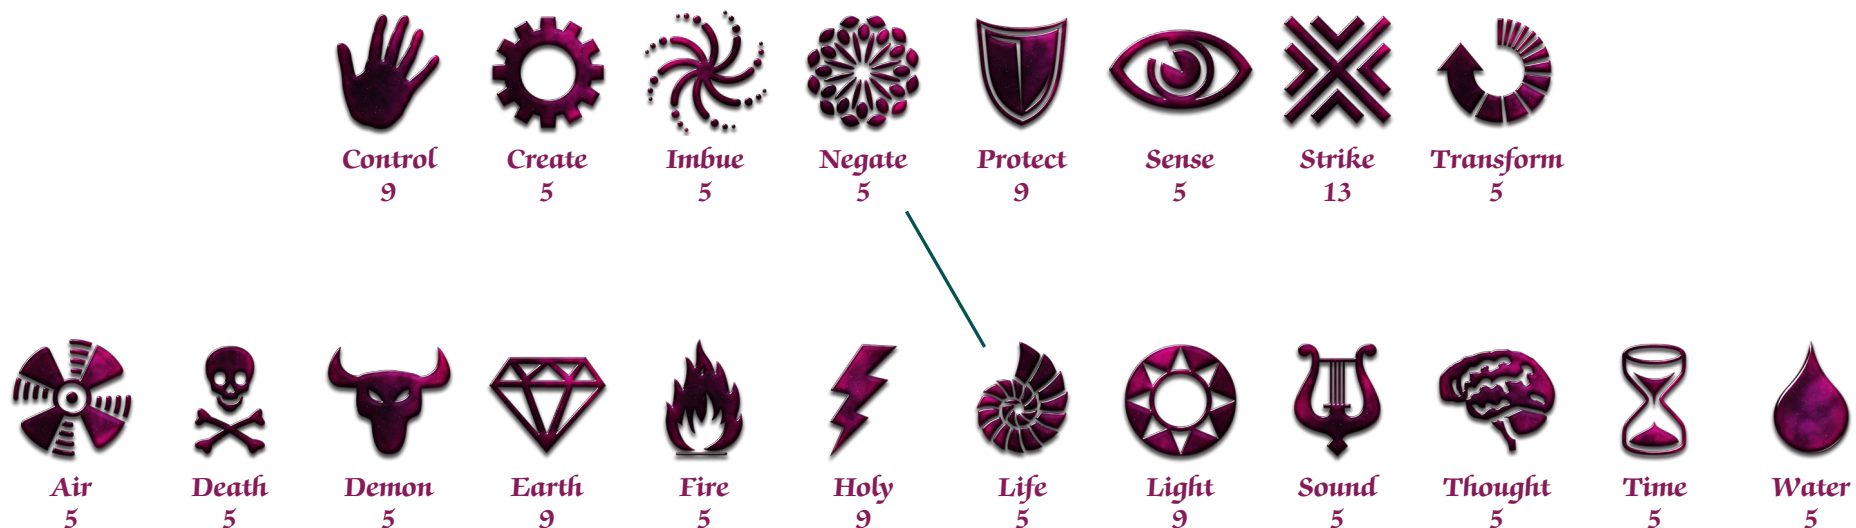 Control Create Imbue Negate Protect Sense Strike Transform
9 5 5 5 9 5 13 5
Air Death Demon Earth Fire Holy Life Light Sound Thought Time Water
5 5 5 9 5 9 5 9 5 5 5 5